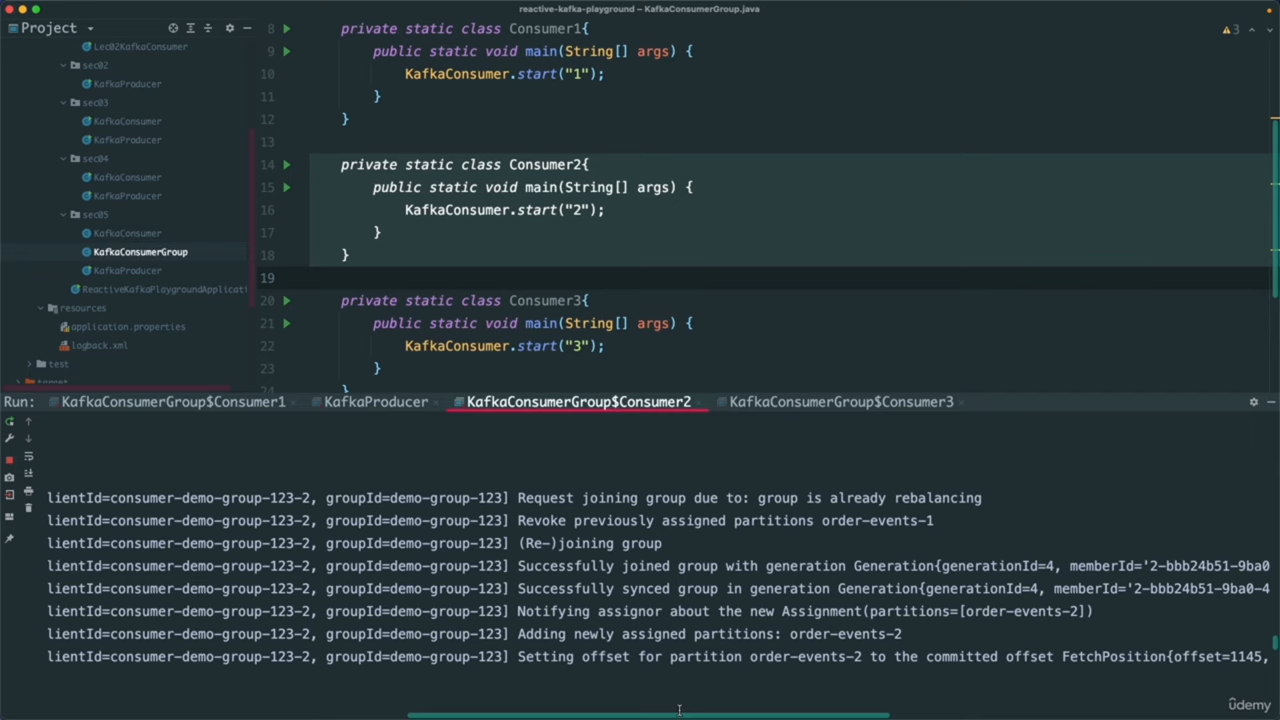 reactive-kafka-playground – KafkaConsumerGroup.java
Project
Lec02KafkaConsumer
sec02
KafkaProducer
sec03
KafkaConsumer
KafkaProducer
sec04
KafkaConsumer
KafkaProducer
sec05
KafkaConsumer
KafkaConsumerGroup
KafkaProducer
ReactiveKafkaPlaygroundApplicati
resources
application.properties
logback.xml
test
target
3
8 private static class Consumer1{
9 public static void main(String[] args) {
10 KafkaConsumer.start("1");
11 }
12 }
13
14 private static class Consumer2{
15 public static void main(String[] args) {
16 KafkaConsumer.start("2");
17 }
18 }
19
20 private static class Consumer3{
21 public static void main(String[] args) {
22 KafkaConsumer.start("3");
23 }
24 }
Run: KafkaConsumerGroup$Consumer1 KafkaProducer KafkaConsumerGroup$Consumer2 KafkaConsumerGroup$Consumer3
lientId=consumer-demo-group-123-2, groupId=demo-group-123] Request joining group due to: group is already rebalancing
lientId=consumer-demo-group-123-2, groupId=demo-group-123] Revoke previously assigned partitions order-events-1
lientId=consumer-demo-group-123-2, groupId=demo-group-123] (Re-)joining group
lientId=consumer-demo-group-123-2, groupId=demo-group-123] Successfully joined group with generation Generation{generationId=4, memberId='2-bbb24b51-9ba0
lientId=consumer-demo-group-123-2, groupId=demo-group-123] Successfully synced group in generation Generation{generationId=4, memberId='2-bbb24b51-9ba0-4
lientId=consumer-demo-group-123-2, groupId=demo-group-123] Notifying assignor about the new Assignment(partitions=[order-events-2])
lientId=consumer-demo-group-123-2, groupId=demo-group-123] Adding newly assigned partitions: order-events-2
lientId=consumer-demo-group-123-2, groupId=demo-group-123] Setting offset for partition order-events-2 to the committed offset FetchPosition{offset=1145,
ûdemy